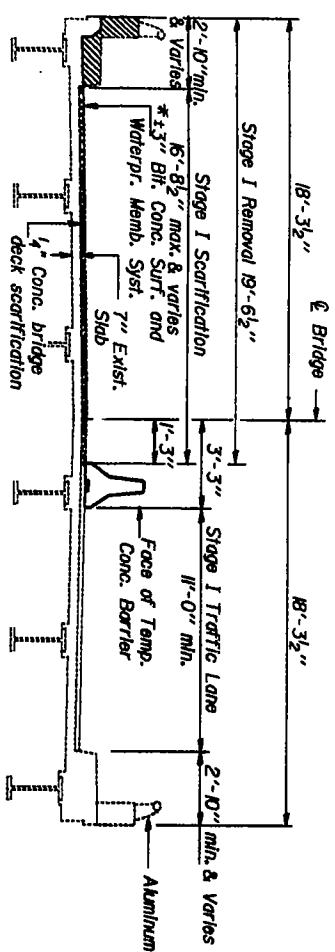 18'-3½"
℄ Bridge
18'-3½"
Stage I Removal 19'-6½"
3'-3"
Stage I Traffic Lane
11'-0" min.
2'-10" min. & Varies
2'-10" min.
& Varies
Stage I Scarification
16'-8½" max. & varies
1'-3"
*±3" Bit. Conc. Surf. and
Waterpr. Memb. Syst.
Face of Temp.
Conc. Barrier
Aluminum
7" Exist.
Slab
¼" Conc. bridge
deck scarification